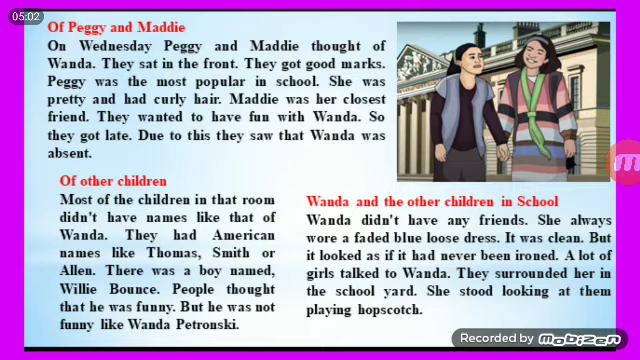 05:02
Of Peggy and Maddie
On Wednesday Peggy and Maddie thought of
Wanda. They sat in the front. They got good marks.
Peggy was the most popular in school. She was
pretty and had curly hair. Maddie was her closest
friend. They wanted to have fun with Wanda. So
they got late. Due to this they saw that Wanda was
absent.
Of other children
Most of the children in that room
didn't have names like that of
Wanda. They had American
names like Thomas, Smith or
Allen. There was a boy named,
Willie Bounce. People thought
that he was funny. But he was not
funny like Wanda Petronski.
Wanda and the other children in School
Wanda didn't have any friends. She always
wore a faded blue loose dress. It was clean. But
it looked as if it had never been ironed. A lot of
girls talked to Wanda. They surrounded her in
the school yard. She stood looking at them
playing hopscotch.
Recorded by Mobizen